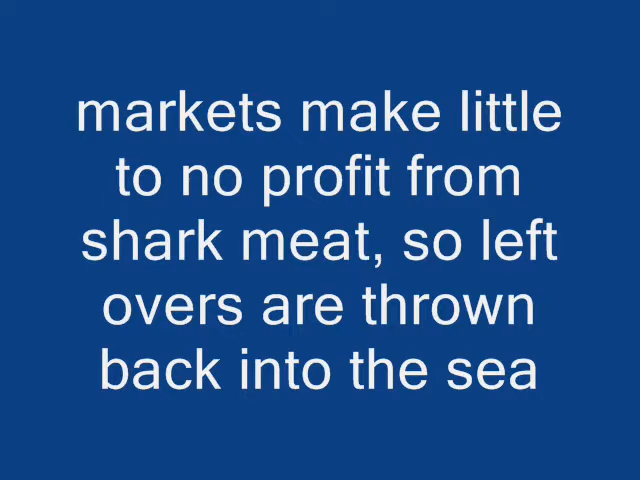 markets make little
to no profit from
shark meat, so left
overs are thrown
back into the sea